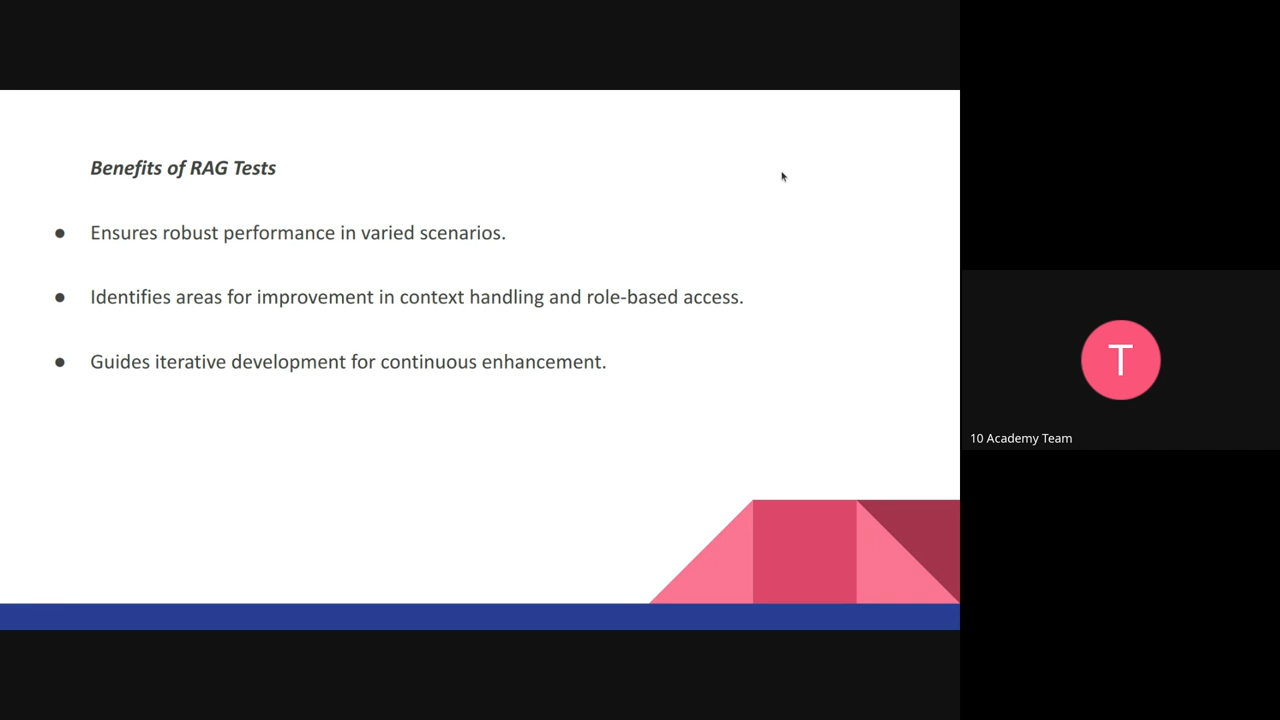 Benefits of RAG Tests
● Ensures robust performance in varied scenarios.
● Identifies areas for improvement in context handling and role-based access.
● Guides iterative development for continuous enhancement.
T
10 Academy Team